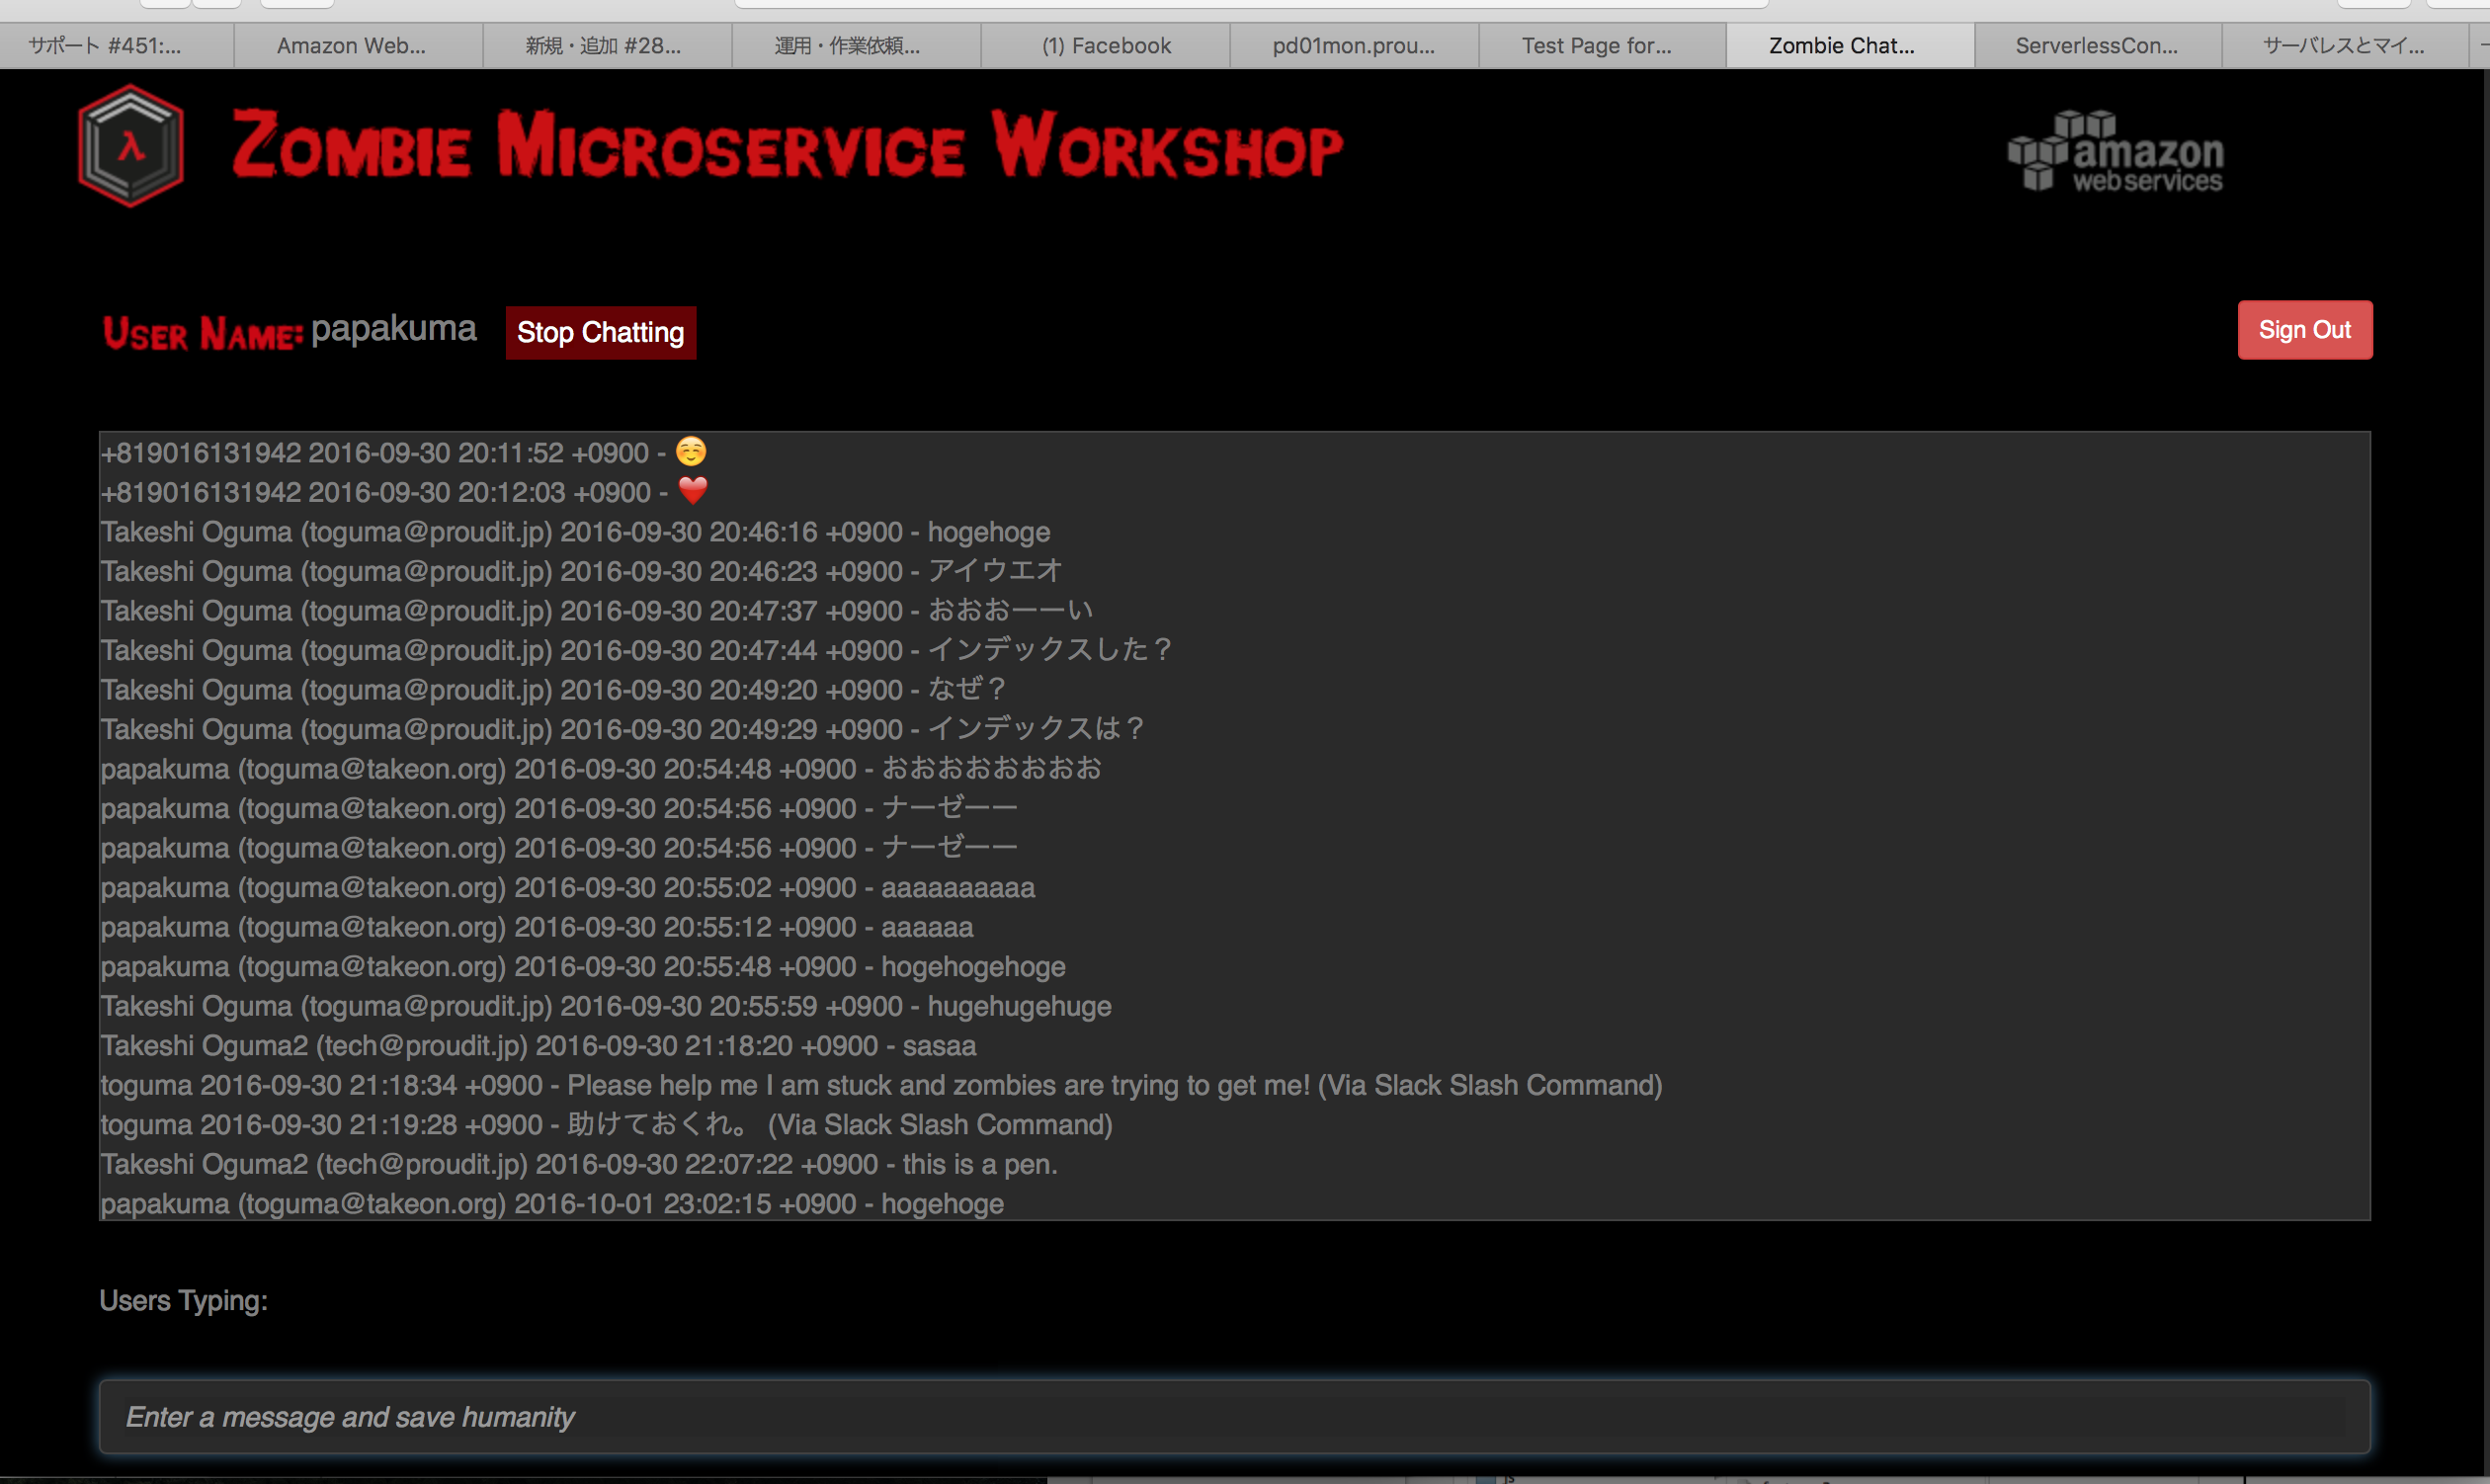 サポート #451:...
Amazon Web...
新規・追加 #28...
運用・作業依頼...
(1) Facebook
pd01mon.prou...
Test Page for...
Zombie Chat...
ServerlessCon...
サーバレスとマイ...
λ
Zombie Microservice Workshop
amazon
web services
User Name: papakuma
Stop Chatting
Sign Out
+819016131942 2016-09-30 20:11:52 +0900 - ☺️
+819016131942 2016-09-30 20:12:03 +0900 - ❤️
Takeshi Oguma (toguma@proudit.jp) 2016-09-30 20:46:16 +0900 - hogehoge
Takeshi Oguma (toguma@proudit.jp) 2016-09-30 20:46:23 +0900 - アイウエオ
Takeshi Oguma (toguma@proudit.jp) 2016-09-30 20:47:37 +0900 - おおおーーい
Takeshi Oguma (toguma@proudit.jp) 2016-09-30 20:47:44 +0900 - インデックスした？
Takeshi Oguma (toguma@proudit.jp) 2016-09-30 20:49:20 +0900 - なぜ？
Takeshi Oguma (toguma@proudit.jp) 2016-09-30 20:49:29 +0900 - インデックスは？
papakuma (toguma@takeon.org) 2016-09-30 20:54:48 +0900 - おおおおおおおお
papakuma (toguma@takeon.org) 2016-09-30 20:54:56 +0900 - ナーゼーー
papakuma (toguma@takeon.org) 2016-09-30 20:54:56 +0900 - ナーゼーー
papakuma (toguma@takeon.org) 2016-09-30 20:55:02 +0900 - aaaaaaaaaa
papakuma (toguma@takeon.org) 2016-09-30 20:55:12 +0900 - aaaaaa
papakuma (toguma@takeon.org) 2016-09-30 20:55:48 +0900 - hogehogehoge
Takeshi Oguma (toguma@proudit.jp) 2016-09-30 20:55:59 +0900 - hugehugehuge
Takeshi Oguma2 (tech@proudit.jp) 2016-09-30 21:18:20 +0900 - sasaa
toguma 2016-09-30 21:18:34 +0900 - Please help me I am stuck and zombies are trying to get me! (Via Slack Slash Command)
toguma 2016-09-30 21:19:28 +0900 - 助けておくれ。 (Via Slack Slash Command)
Takeshi Oguma2 (tech@proudit.jp) 2016-09-30 22:07:22 +0900 - this is a pen.
papakuma (toguma@takeon.org) 2016-10-01 23:02:15 +0900 - hogehoge
Users Typing:
Enter a message and save humanity